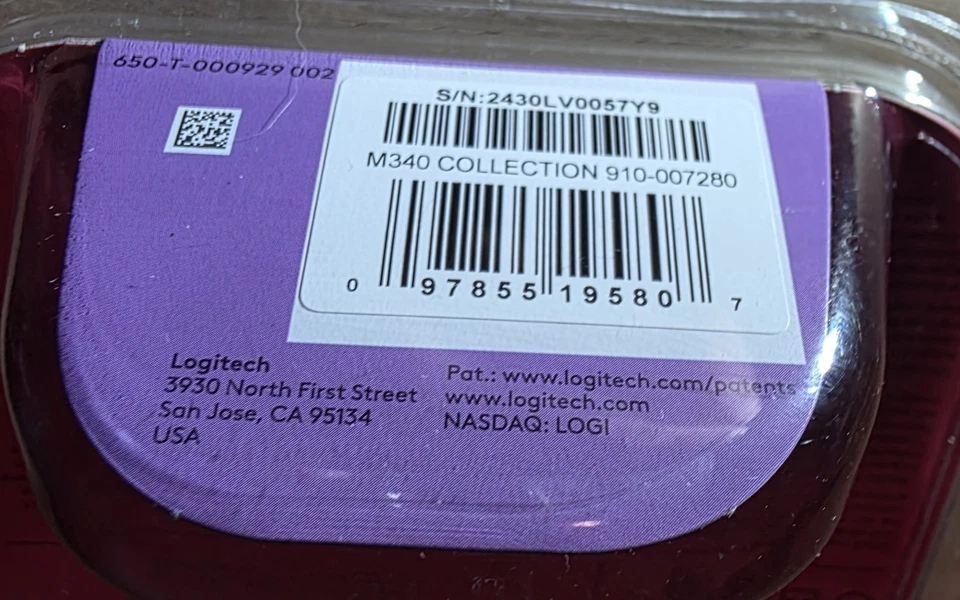 650-T-000929 002
S/N:2430LV0057Y9
M340 COLLECTION 910-007280
0 97855 19580 7
Logitech
3930 North First Street
San Jose, CA 95134
USA
Pat.: www.logitech.com/patents
www.logitech.com
NASDAQ: LOGI